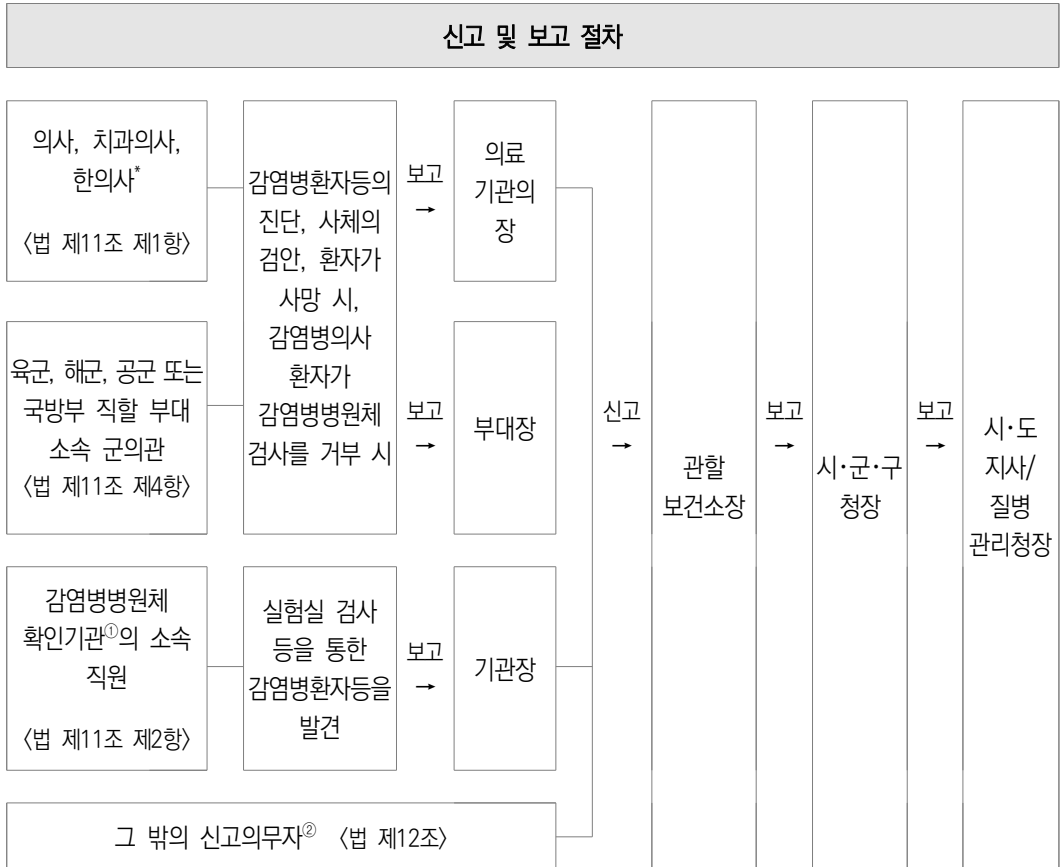 신고 및 보고 절차
의사, 치과의사,
한의사*
〈법 제11조 제1항〉
육군, 해군, 공군 또는
국방부 직할 부대
소속 군의관
〈법 제11조 제4항〉
감염병환자등의
진단, 사체의
검안, 환자가
사망 시,
감염병의사
환자가
감염병병원체
검사를 거부 시
보고
→
의료
기관의
장
보고
→
부대장
감염병병원체
확인기관①의 소속
직원
〈법 제11조 제2항〉
실험실 검사
등을 통한
감염병환자등을
발견
보고
→
기관장
그 밖의 신고의무자② 〈법 제12조〉
신고
→
관할
보건소장
보고
→
시·군·구
청장
보고
→
시·도
지사/
질병
관리청장